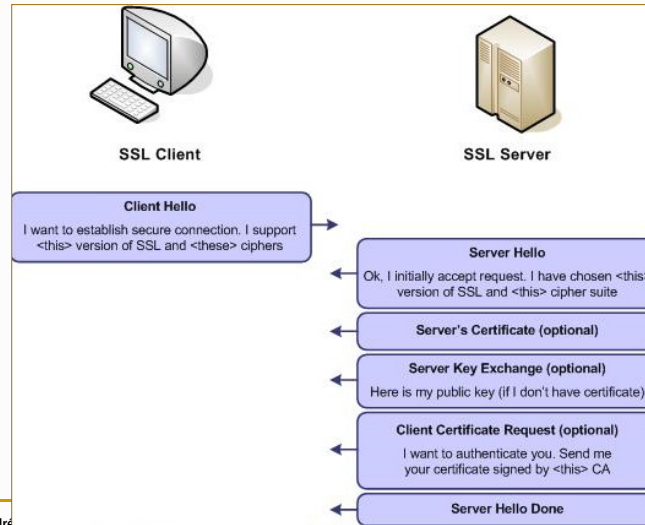 SSL Client
SSL Server
Client Hello
I want to establish secure connection. I support
<this> version of SSL and <these> ciphers
Server Hello
Ok, I initially accept request. I have chosen <this
version of SSL and <this> cipher suite
Server's Certificate (optional)
Server Key Exchange (optional)
Here is my public key (if I don't have certificate)
Client Certificate Request (optional)
I want to authenticate you. Send me
your certificate signed by <this> CA
Server Hello Done